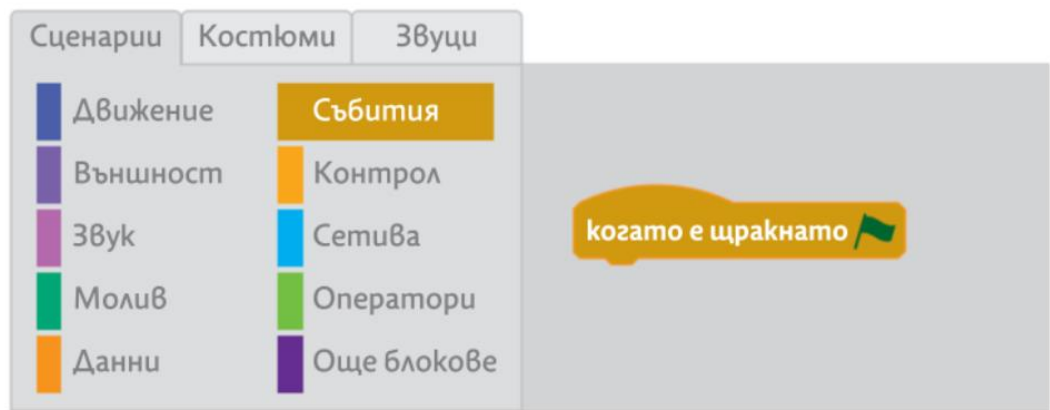 Сценарии Костюми Звуци
Движение Събития
Външност Контрол
Звук Сетива
Молив Оператори
Данни Още блокове
когато е щракнато